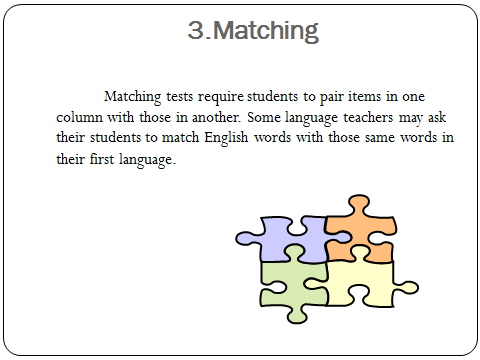 3.Matching
Matching tests require students to pair items in one
column with those in another. Some language teachers may ask
their students to match English words with those same words in
their first language.